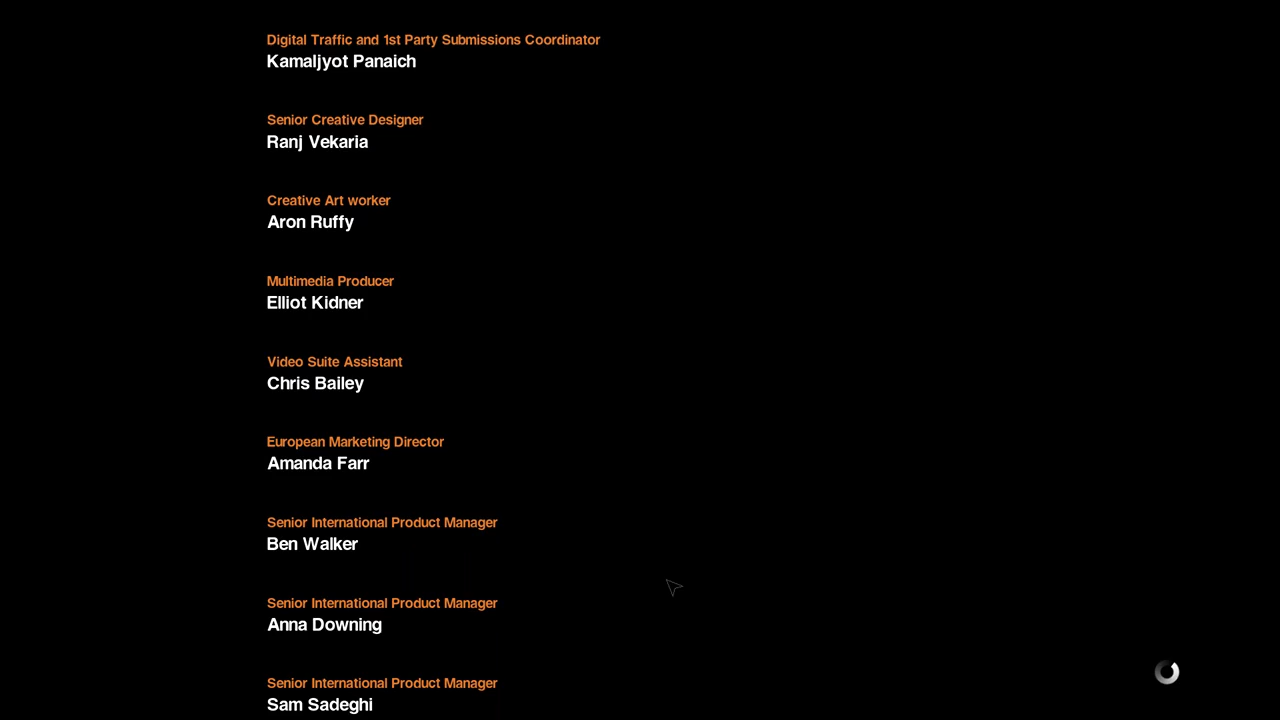 Digital Traffic and 1st Party Submissions Coordinator
Kamaljyot Panaich
Senior Creative Designer
Ranj Vekaria
Creative Art worker
Aron Ruffy
Multimedia Producer
Elliot Kidner
Video Suite Assistant
Chris Bailey
European Marketing Director
Amanda Farr
Senior International Product Manager
Ben Walker
Senior International Product Manager
Anna Downing
Senior International Product Manager
Sam Sadeghi